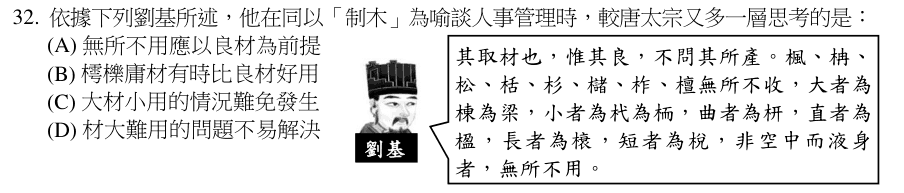 32. 依據下列劉基所述，他在同以「制木」為喻談人事管理時，較唐太宗又多一層思考的是：
(A) 無所不用應以良材為前提
(B) 樗櫟庸材有時比良材好用
(C) 大材小用的情況難免發生
(D) 材大難用的問題不易解決
劉基
其取材也，惟其良，不問其所產。楓、柟、
松、栝、杉、櫧、柞、檀無所不收，大者為
棟為梁，小者為杙為栭，曲者為枅，直者為
楹，長者為榱，短者為梲，非空中而液身
者，無所不用。